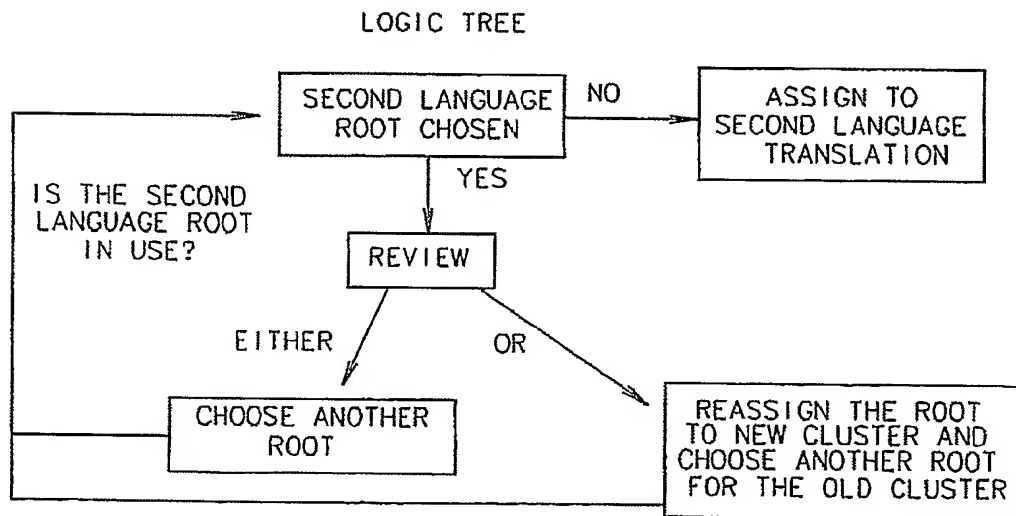 LOGIC TREE
SECOND LANGUAGE
ROOT CHOSEN
NO
ASSIGN TO
SECOND LANGUAGE
TRANSLATION
YES
IS THE SECOND
LANGUAGE ROOT
IN USE?
REVIEW
EITHER
OR
CHOOSE ANOTHER
ROOT
REASSIGN THE ROOT
TO NEW CLUSTER AND
CHOOSE ANOTHER ROOT
FOR THE OLD CLUSTER